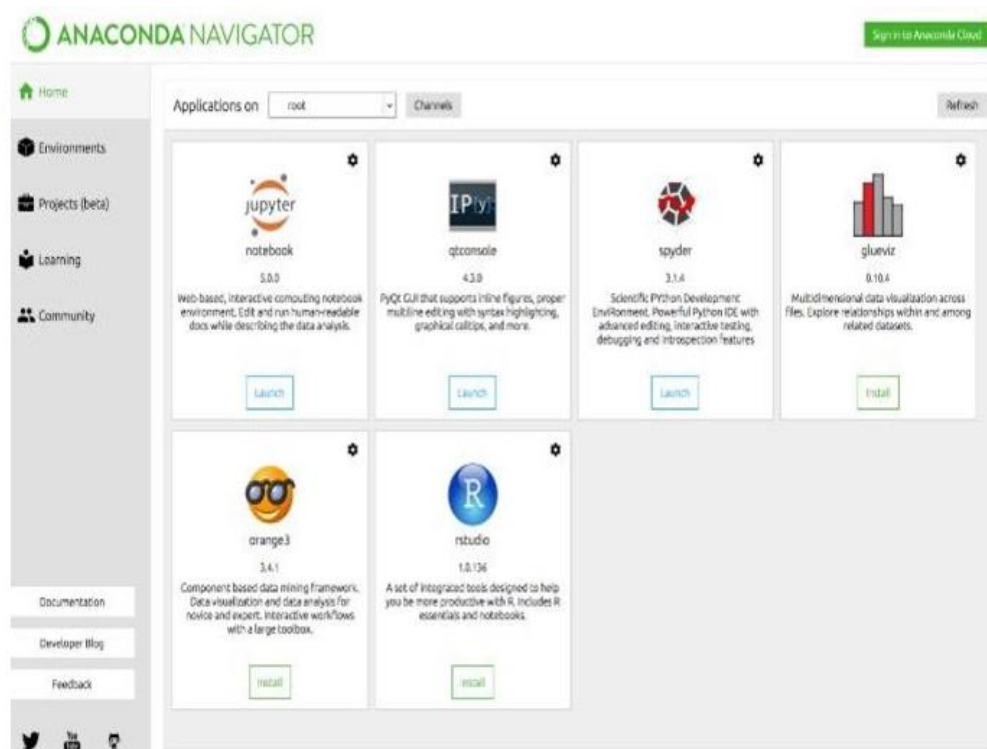 ANACONDA NAVIGATOR
Sign in to Anaconda Cloud
Home
Environments
Projects (beta)
Learning
Community
Documentation
Developer Blog
Feedback
You
Tube
Applications on
root
Channels
Refresh
jupyter
notebook
5.0.0
Web-based, interactive computing notebook
environment. Edit and run human-readable
docs while describing the data analysis.
Launch
IP[y]
qtconsole
4.3.0
PyQt GUI that supports inline figures, proper
multiline editing with syntax highlighting,
graphical calltips, and more.
Launch
spyder
3.1.4
Scientific PYthon Development
EnviRonment. Powerful Python IDE with
advanced editing, interactive testing,
debugging and introspection features
Launch
glueviz
0.10.4
Multidimensional data visualization across
files. Explore relationships within and among
related datasets.
Install
orange3
3.4.1
Component based data mining framework.
Data visualization and data analysis for
novice and expert. Interactive workflows
with a large toolbox.
Install
R
rstudio
1.0.136
A set of integrated tools designed to help
you be more productive with R. Includes R
essentials and notebooks.
Install